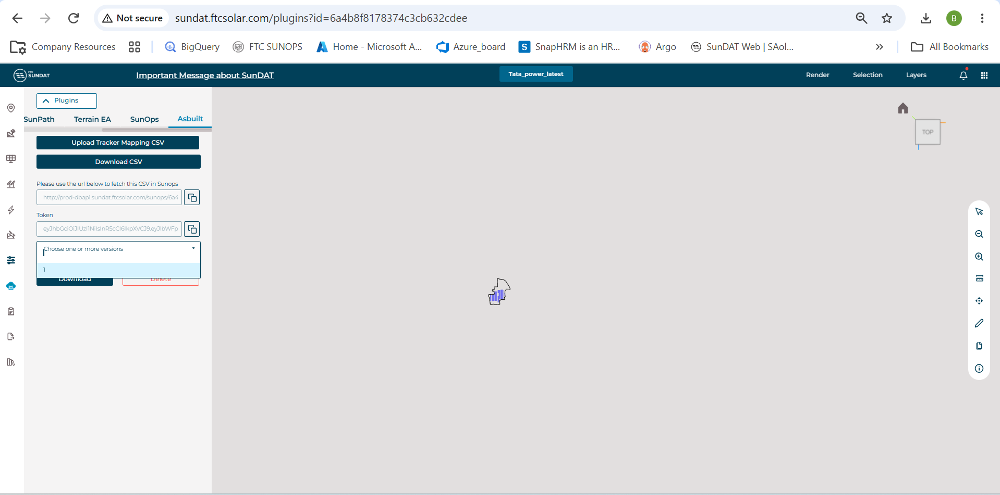 Not secure
sundat.ftcsolar.com/plugins?id=6a4b8f8178374c3cb632cdee
B
Company Resources
BigQuery
FTC SUNOPS
Home - Microsoft A...
Azure_board
S
SnapHRM is an HR...
Argo
SunDAT Web | SAol...
»
All Bookmarks
FTC
SUNDAT
Important Message about SunDAT
Tata_power_latest
Render
Selection
Layers
Plugins
SunPath
Terrain EA
SunOps
Asbuilt
Upload Tracker Mapping CSV
Download CSV
Please use the url below to fetch this CSV in Sunops
http://prod-dbapi.sundat.ftcsolar.com/sunops/6a4
Token
eyJhbGciOiJIUzI1NiIsInR5cCI6IkpXVCJ9.eyJlbWFp
Choose one or more versions
1
Download
Delete
TOP